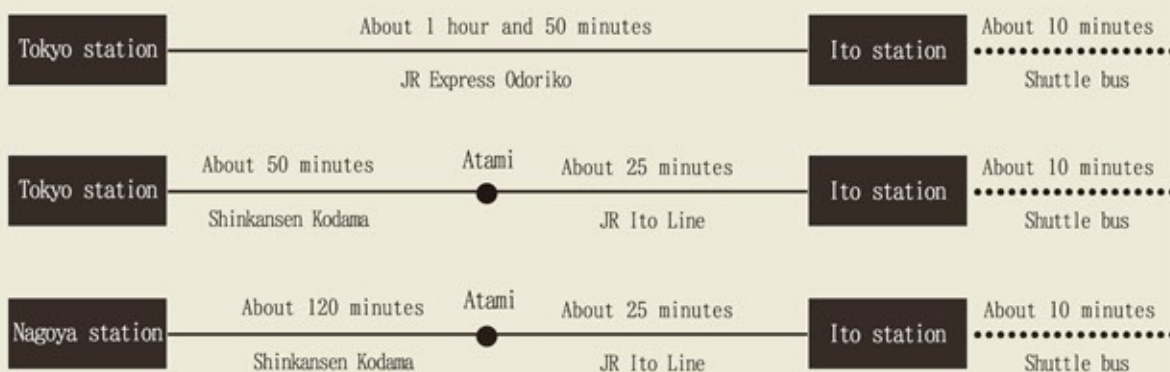 About 1 hour and 50 minutes
About 10 minutes
Tokyo station
Ito station
JR Express Odoriko
Shuttle bus
About 50 minutes
Atami
About 25 minutes
About 10 minutes
Tokyo station
Ito station
Shinkansen Kodama
JR Ito Line
Shuttle bus
About 120 minutes
Atami
About 25 minutes
About 10 minutes
Nagoya station
Ito station
Shinkansen Kodama
JR Ito Line
Shuttle bus